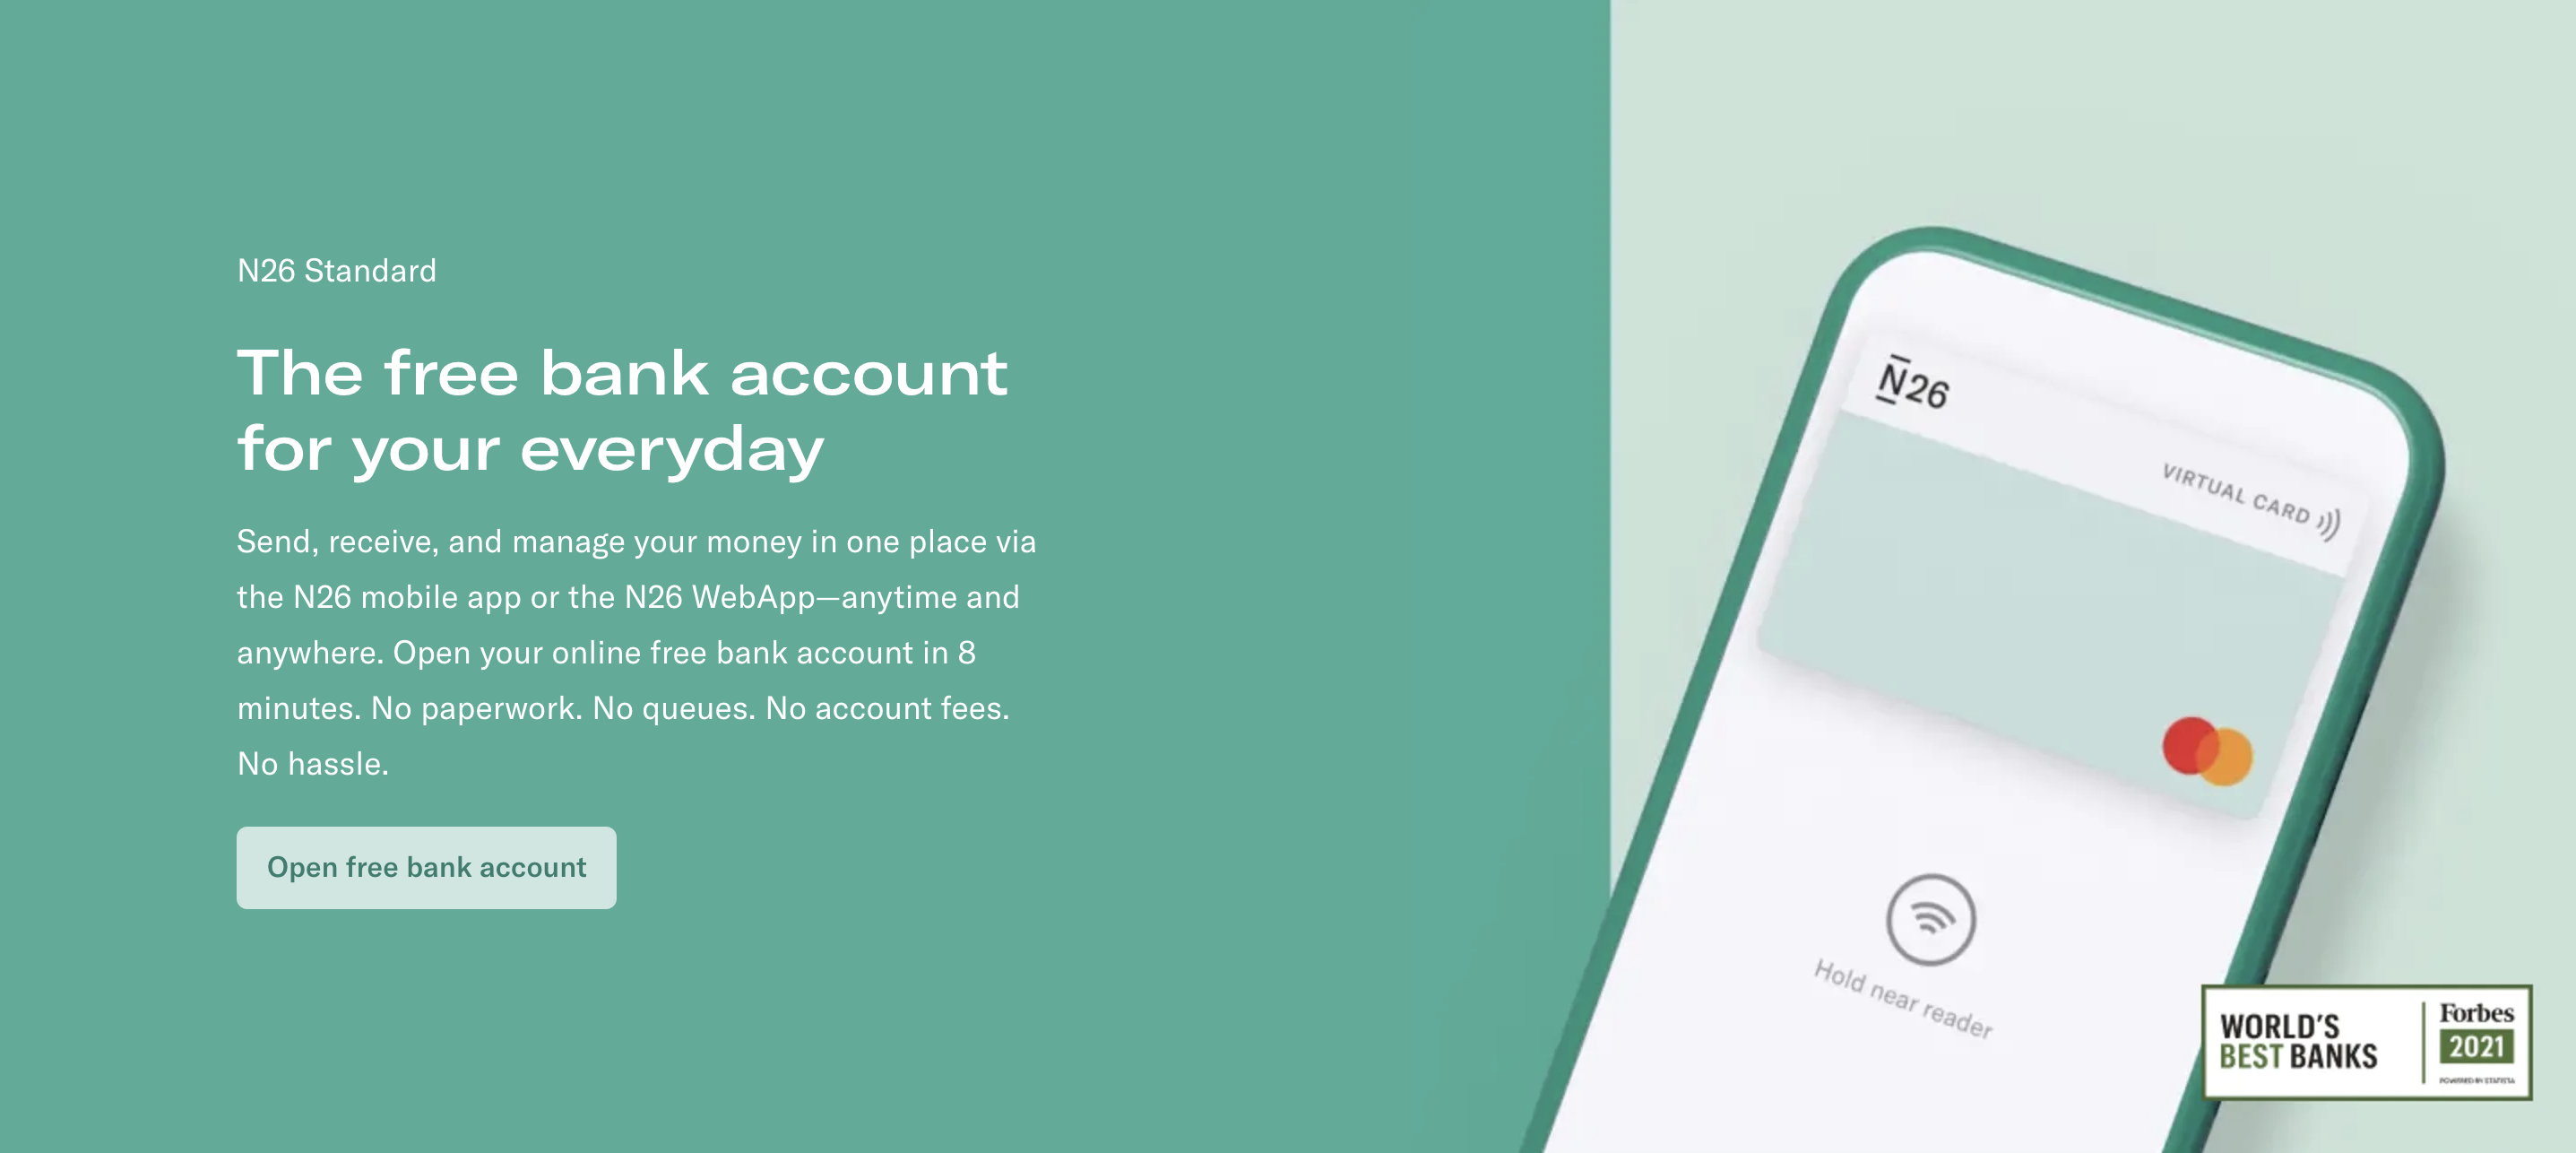 N26 Standard
The free bank account
for your everyday
Send, receive, and manage your money in one place via
the N26 mobile app or the N26 WebApp—anytime and
anywhere. Open your online free bank account in 8
minutes. No paperwork. No queues. No account fees.
No hassle.
Open free bank account
N26
VIRTUAL CARD
Hold near reader
WORLD'S
BEST BANKS
Forbes
2021
POWERED BY STATISTA